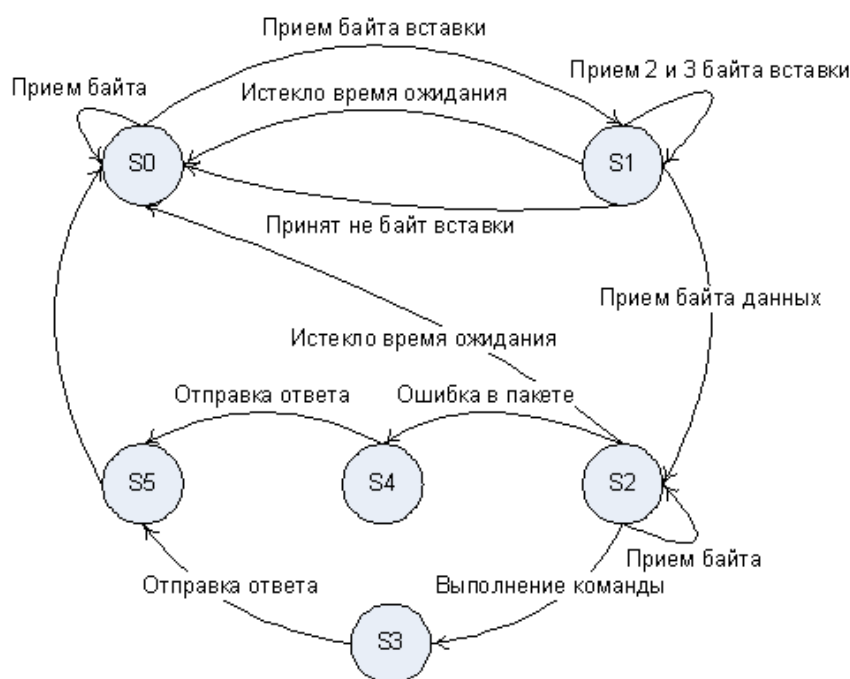 Прием байта вставки
Прием 2 и 3 байта вставки
Прием байта
Истекло время ожидания
S0
S1
Принят не байт вставки
Прием байта данных
Истекло время ожидания
Отправка ответа
Ошибка в пакете
S5
S4
S2
Прием байта
Отправка ответа
Выполнение команды
S3